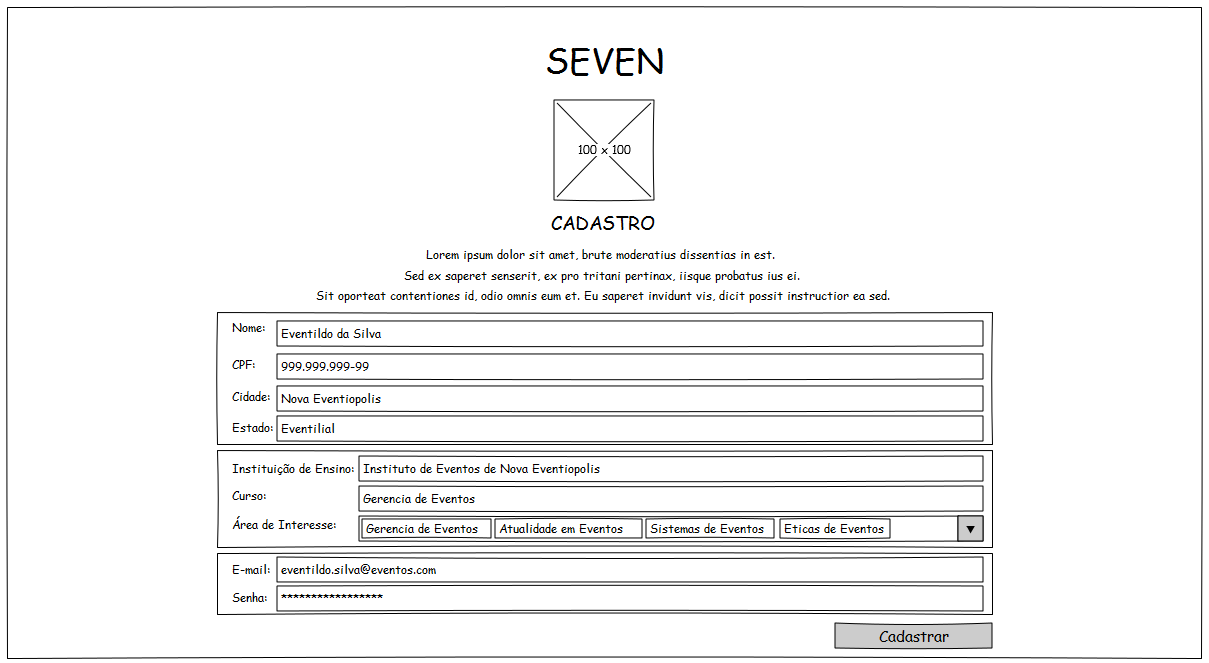 SEVEN
100 x 100
CADASTRO
Lorem ipsum dolor sit amet, brute moderatius dissentias in est.
Sed ex saperet senserit, ex pro tritani pertinax, iisque probatus ius ei.
Sit oporteat contentiones id, odio omnis eum et. Eu saperet invidunt vis, dicit possit instructior ea sed.
Nome: Eventildo da Silva
CPF: 999.999.999-99
Cidade: Nova Eventiopolis
Estado: Eventilial
Instituição de Ensino: Instituto de Eventos de Nova Eventiopolis
Curso: Gerencia de Eventos
Área de Interesse: Gerencia de Eventos Atualidade em Eventos Sistemas de Eventos Eticas de Eventos
E-mail: eventildo.silva@eventos.com
Senha: *****************
Cadastrar